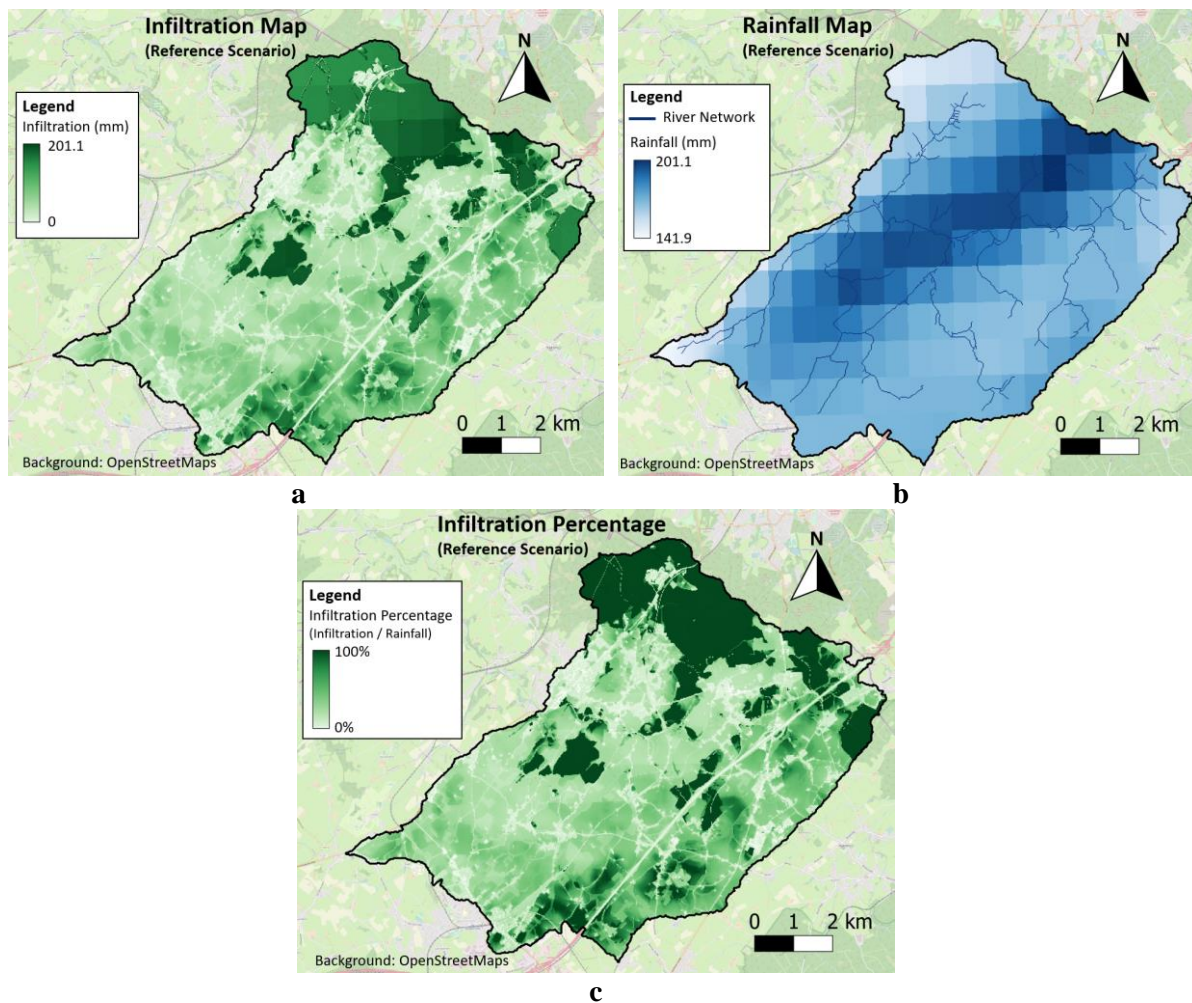 Infiltration Map
(Reference Scenario)
N
Legend
Infiltration (mm)
201.1
0
0 1 2 km
Background: OpenStreetMaps
a
Rainfall Map
(Reference Scenario)
N
Legend
River Network
Rainfall (mm)
201.1
141.9
0 1 2 km
Background: OpenStreetMaps
b
Infiltration Percentage
(Reference Scenario)
N
Legend
Infiltration Percentage
(Infiltration / Rainfall)
100%
0%
0 1 2 km
Background: OpenStreetMaps
c